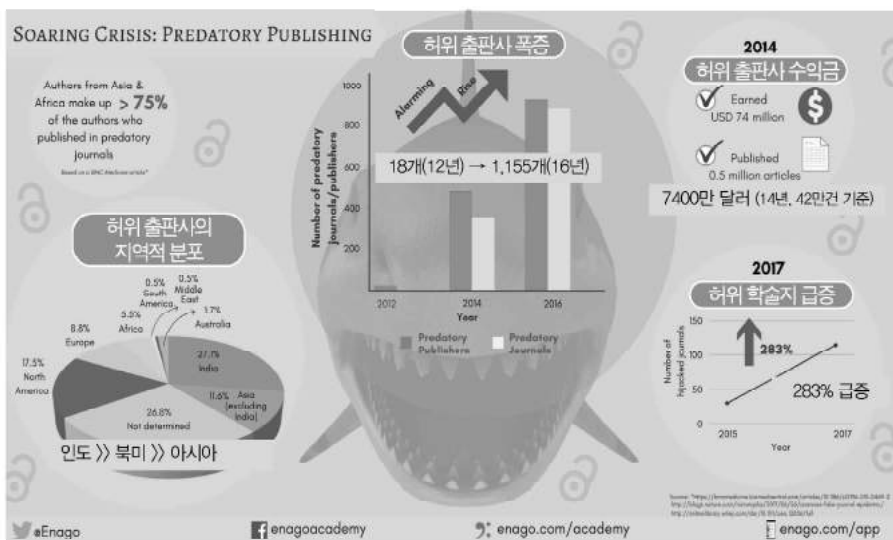 SOARING CRISIS: PREDATORY PUBLISHING
Authors from Asia &
Africa make up > 75%
of the authors who
published in predatory
journals
Based on a BMC Medicine article*
허위 출판사 폭증
Alarming Rise
Number of predatory
journals/publishers
1000
800
600
400
200
18개(12년) → 1,155개(16년)
2012
2014
2016
Year
Predatory
Publishers
Predatory
Journals
2014
허위 출판사 수익금
Earned
USD 74 million
$
Published
0.5 million articles
7400만 달러 (14년, 42만건 기준)
허위 출판사의
지역적 분포
0.5%
South
America
0.5%
Middle
East
1.7%
Australia
Africa
8.8%
Europe
17.5%
North
America
27.1%
India
11.6%
Asia
(excluding
India)
26.8%
Not determined
인도 》 북미 》 아시아
2017
허위 학술지 급증
Number of
hijacked journals
150
100
50
0
283%
283% 급증
2015
2017
Year
@Enago
enagoacademy
enago.com/academy
enago.com/app